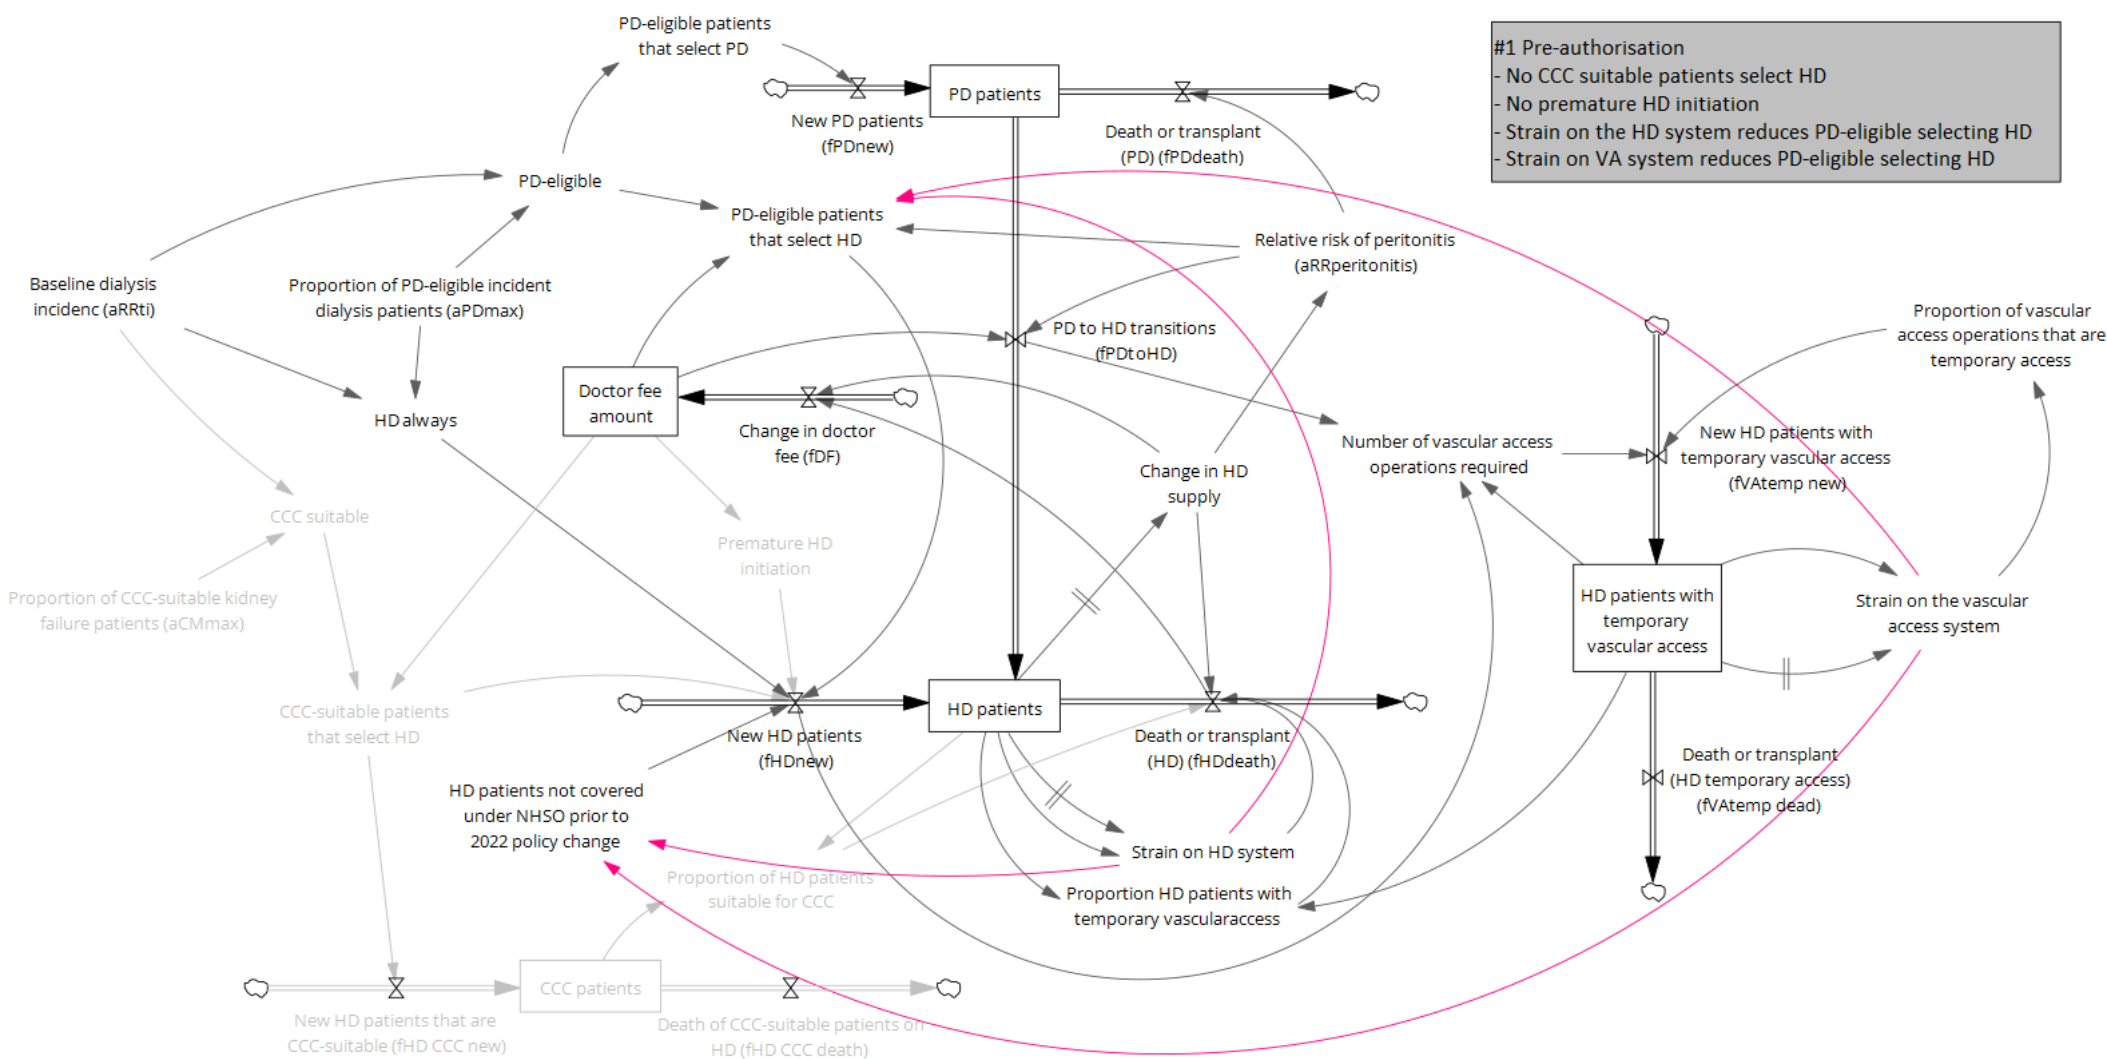 PD-eligible patients
that select PD
#1 Pre-authorisation
- No CCC suitable patients select HD
- No premature HD initiation
- Strain on the HD system reduces PD-eligible selecting HD
- Strain on VA system reduces PD-eligible selecting HD
PD patients
New PD patients
(fPDnew)
Death or transplant
(PD) (fPDdeath)
PD-eligible
PD-eligible patients
that select HD
Relative risk of peritonitis
(aRRperitonitis)
Baseline dialysis
incidenc (aRRti)
Proportion of PD-eligible incident
dialysis patients (aPDmax)
PD to HD transitions
(fPDtoHD)
Proportion of vascular
access operations that are
temporary access
Doctor fee
amount
HD always
Change in doctor
fee (fDF)
Number of vascular access
operations required
New HD patients with
temporary vascular access
(fVAtemp new)
Change in HD
supply
CCC suitable
Premature HD
initiation
Proportion of CCC-suitable kidney
failure patients (aCMmax)
HD patients with
temporary
vascular access
Strain on the vascular
access system
CCC-suitable patients
that select HD
HD patients
New HD patients
(fHDnew)
Death or transplant
(HD) (fHDdeath)
Death or transplant
(HD temporary access)
(fVAtemp dead)
HD patients not covered
under NHSO prior to
2022 policy change
Strain on HD system
Proportion of HD patients
suitable for CCC
Proportion HD patients with
temporary vascularaccess
CCC patients
New HD patients that are
CCC-suitable (fHD CCC new)
Death of CCC-suitable patients on
HD (fHD CCC death)